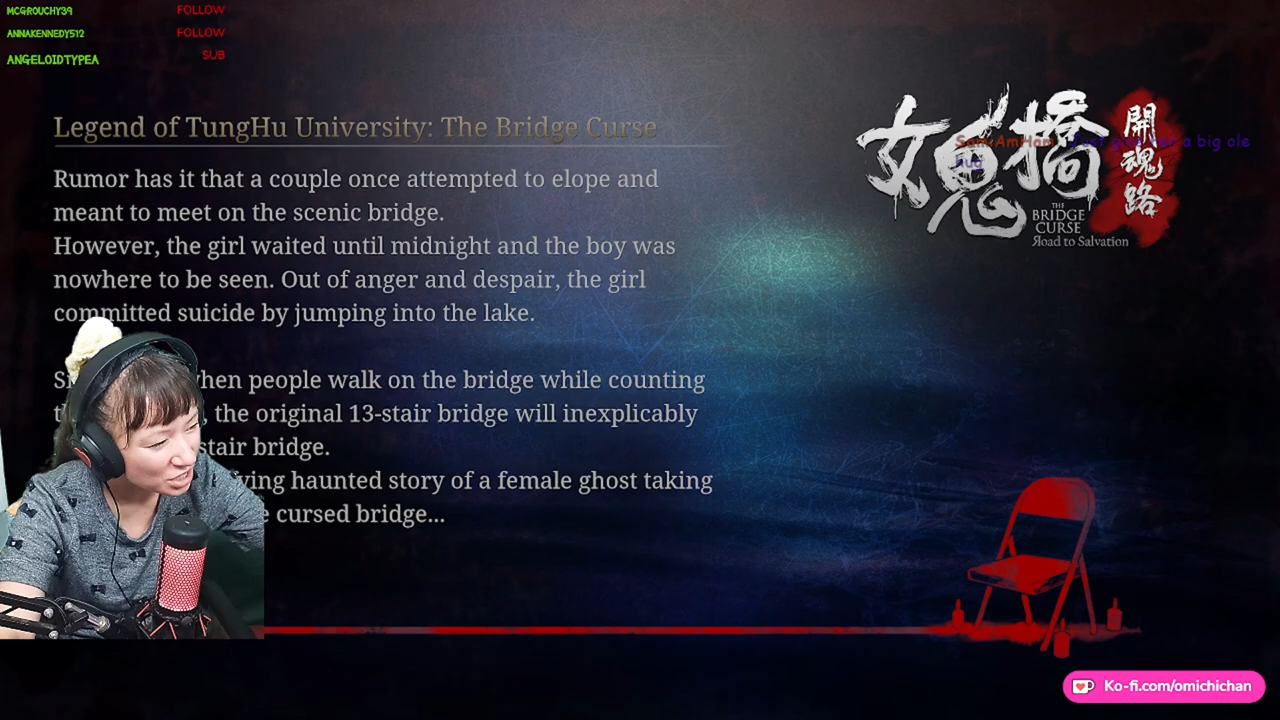 MCGROUCHY39 FOLLOW
ANNAKENNEDY512 FOLLOW
ANGELOIDTYPEA SUB
Legend of TungHu University: The Bridge Curse
Rumor has it that a couple once attempted to elope and
meant to meet on the scenic bridge.
However, the girl waited until midnight and the boy was
nowhere to be seen. Out of anger and despair, the girl
committed suicide by jumping into the lake.
when people walk on the bridge while counting
, the original 13-stair bridge will inexplicably
stair bridge.
haunted story of a female ghost taking
cursed bridge...
女鬼橋
開魂路
THE
BRIDGE
CURSE
Road to Salvation
a big ole
hug
Ko-fi.com/omichichan